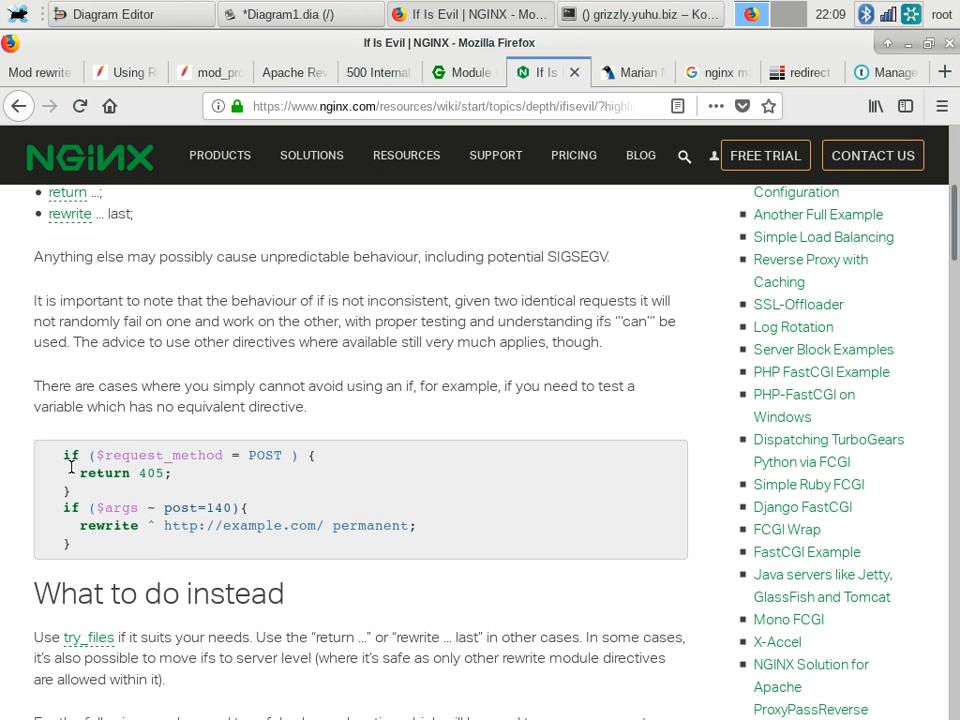 Diagram Editor
*Diagram1.dia (/)
If Is Evil | NGINX - Mo...
() grizzly.yuhu.biz – Ko...
22:09
root
If Is Evil | NGINX - Mozilla Firefox
Mod rewrite
Using R
mod_pro
Apache Rev
500 Internal
Module
If Is
Marian
nginx m
redirect
Manage
https://www.nginx.com/resources/wiki/start/topics/depth/ifisevil/?highli
NGINX
PRODUCTS
SOLUTIONS
RESOURCES
SUPPORT
PRICING
BLOG
FREE TRIAL
CONTACT US
return ...;
rewrite ... last;
Anything else may possibly cause unpredictable behaviour, including potential SIGSEGV.
It is important to note that the behaviour of if is not inconsistent, given two identical requests it will
not randomly fail on one and work on the other, with proper testing and understanding ifs ‘”can’” be
used. The advice to use other directives where available still very much applies, though.
There are cases where you simply cannot avoid using an if, for example, if you need to test a
variable which has no equivalent directive.
if ($request_method = POST ) {
return 405;
}
if ($args ~ post=140){
rewrite ^ http://example.com/ permanent;
}
What to do instead
Use try_files if it suits your needs. Use the “return ...” or “rewrite ... last” in other cases. In some cases,
it’s also possible to move ifs to server level (where it’s safe as only other rewrite module directives
are allowed within it).
Configuration
Another Full Example
Simple Load Balancing
Reverse Proxy with
Caching
SSL-Offloader
Log Rotation
Server Block Examples
PHP FastCGI Example
PHP-FastCGI on
Windows
Dispatching TurboGears
Python via FCGI
Simple Ruby FCGI
Django FastCGI
FCGI Wrap
FastCGI Example
Java servers like Jetty,
GlassFish and Tomcat
Mono FCGI
X-Accel
NGINX Solution for
Apache
ProxyPassReverse